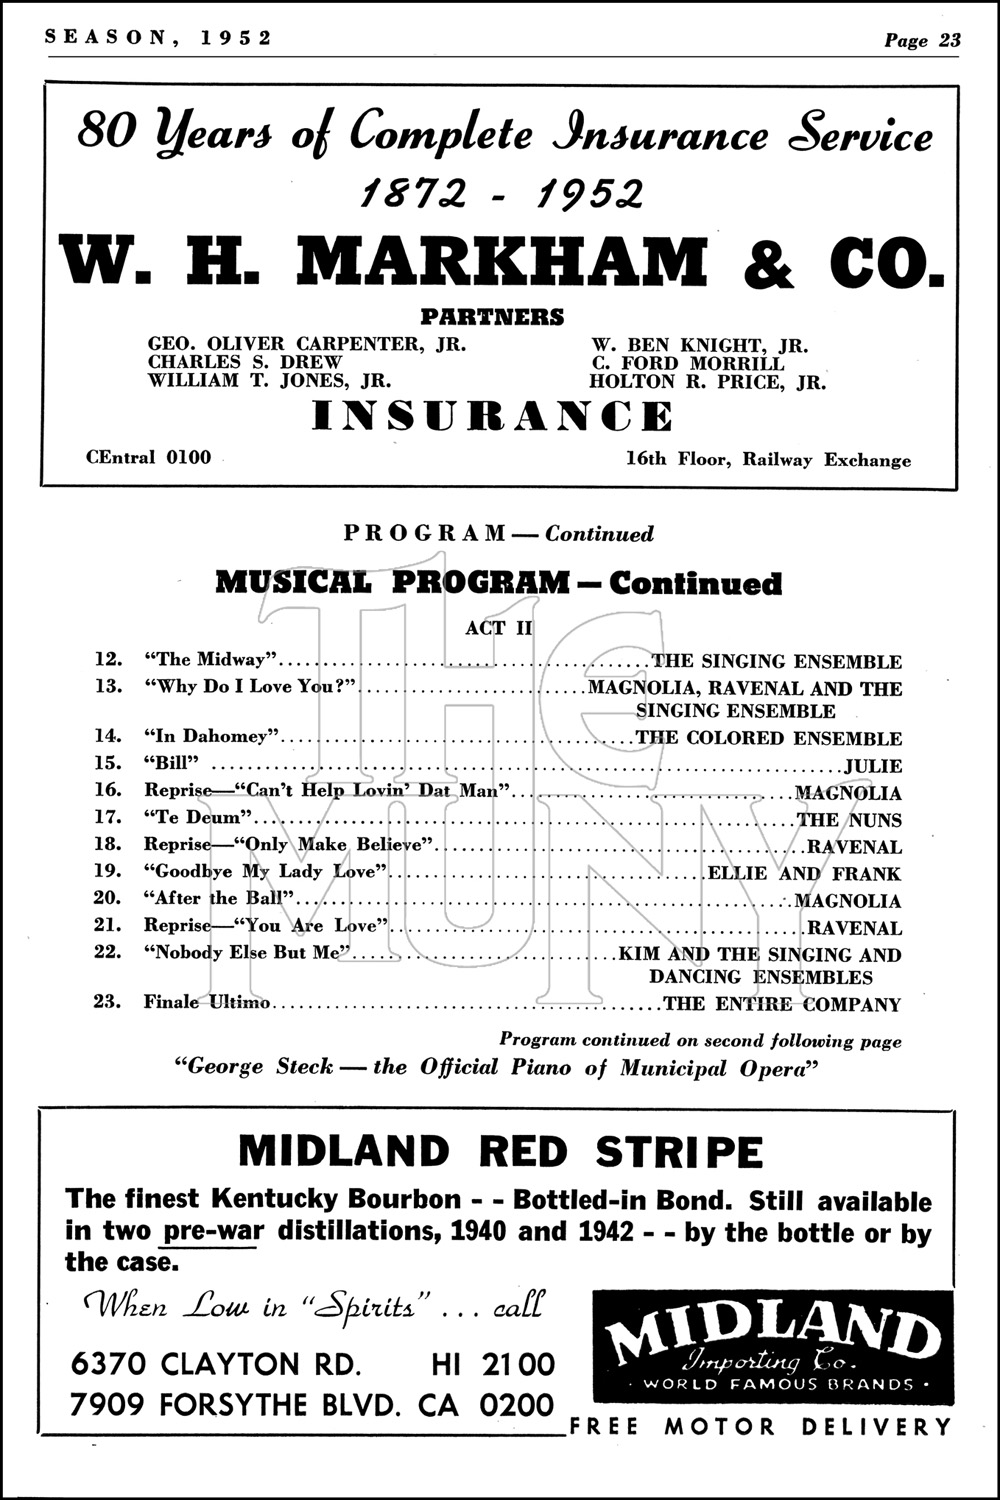 SEASON, 1952 Page 23
80 Years of Complete Insurance Service
1872 - 1952
W. H. MARKHAM & CO.
PARTNERS
GEO. OLIVER CARPENTER, JR. W. BEN KNIGHT, JR.
CHARLES S. DREW C. FORD MORRILL
WILLIAM T. JONES, JR. HOLTON R. PRICE, JR.
INSURANCE
CEntral 0100 16th Floor, Railway Exchange
PROGRAM — Continued
MUSICAL PROGRAM — Continued
ACT II
12. “The Midway”........................................THE SINGING ENSEMBLE
13. “Why Do I Love You?”.........................MAGNOLIA, RAVENAL AND THE
SINGING ENSEMBLE
14. “In Dahomey”......................................THE COLORED ENSEMBLE
15. “Bill” ....................................................................JULIE
16. Reprise—“Can’t Help Lovin’ Dat Man”..............................MAGNOLIA
17. “Te Deum”..........................................................THE NUNS
18. Reprise—“Only Make Believe”........................................RAVENAL
19. “Goodbye My Lady Love”..................................ELLIE AND FRANK
20. “After the Ball”.....................................................MAGNOLIA
21. Reprise—“You Are Love”.............................................RAVENAL
22. “Nobody Else But Me”.............................KIM AND THE SINGING AND
DANCING ENSEMBLES
23. Finale Ultimo..........................................THE ENTIRE COMPANY
Program continued on second following page
“George Steck — the Official Piano of Municipal Opera”
THE
MUNY
MIDLAND RED STRIPE
The finest Kentucky Bourbon - - Bottled-in Bond. Still available
in two pre-war distillations, 1940 and 1942 - - by the bottle or by
the case.
When Low in “Spirits” ... call
6370 CLAYTON RD. HI 2100
7909 FORSYTHE BLVD. CA 0200
MIDLAND
Importing Co.
· WORLD FAMOUS BRANDS ·
FREE MOTOR DELIVERY